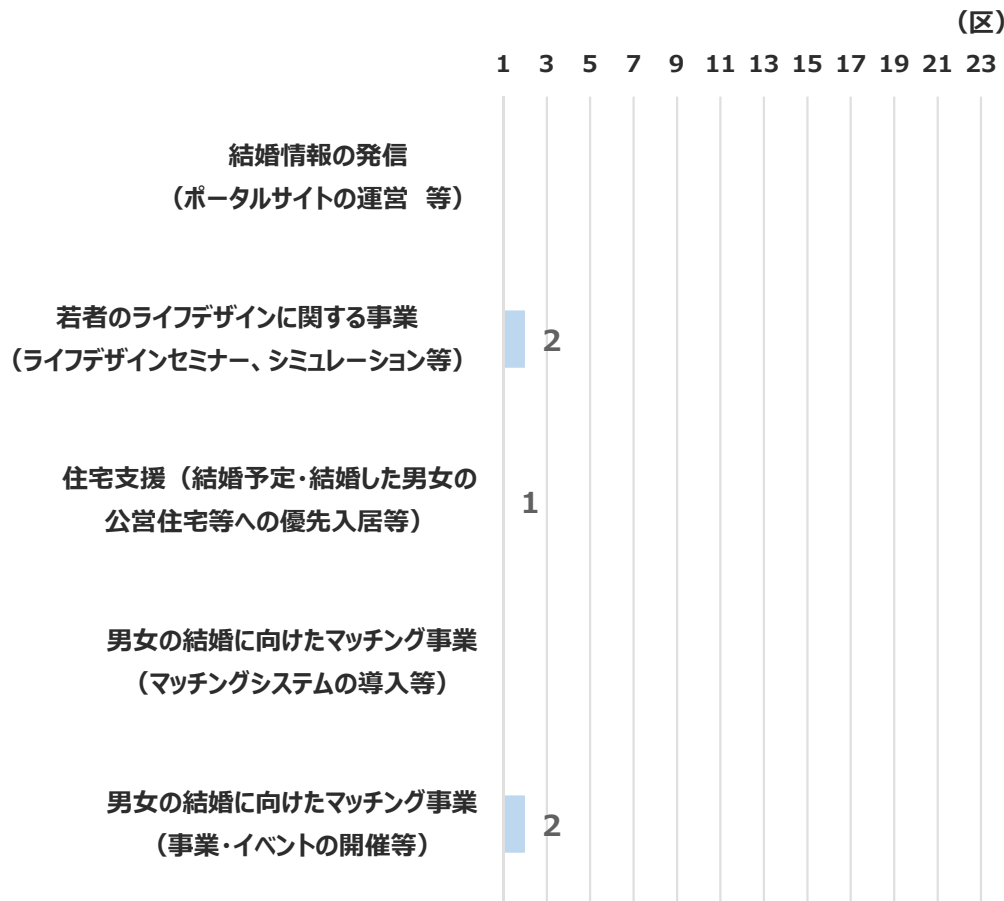 （区）
1 3 5 7 9 11 13 15 17 19 21 23
結婚情報の発信
（ポータルサイトの運営 等）
若者のライフデザインに関する事業
（ライフデザインセミナー、シミュレーション等）
2
住宅支援（結婚予定・結婚した男女の
公営住宅等への優先入居等）
1
男女の結婚に向けたマッチング事業
（マッチングシステムの導入等）
男女の結婚に向けたマッチング事業
（事業・イベントの開催等）
2